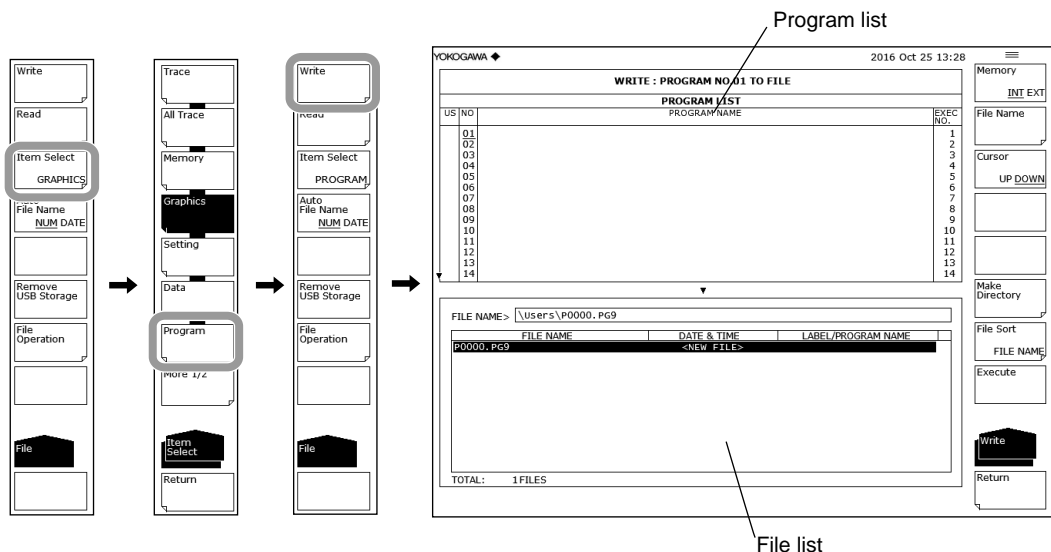 Program list
Write
Read
Item Select
GRAPHICS
Auto
File Name
NUM DATE
Remove
USB Storage
File
Operation
File
Trace
All Trace
Memory
Graphics
Setting
Data
Program
More 1/2
Item
Select
Return
Write
Read
Item Select
PROGRAM
Auto
File Name
NUM DATE
Remove
USB Storage
File
Operation
File
YOKOGAWA 2016 Oct 25 13:28
WRITE : PROGRAM NO.01 TO FILE
PROGRAM LIST
US NO PROGRAM NAME EXEC
NO.
01 1
02 2
03 3
04 4
05 5
06 6
07 7
08 8
09 9
10 10
11 11
12 12
13 13
14 14
FILE NAME> \Users\P0000.PG9
FILE NAME DATE & TIME LABEL/PROGRAM NAME
P0000.PG9 <NEW FILE>
TOTAL: 1FILES
Memory
INT EXT
File Name
Cursor
UP DOWN
Make
Directory
File Sort
FILE NAME
Execute
Write
Return
File list